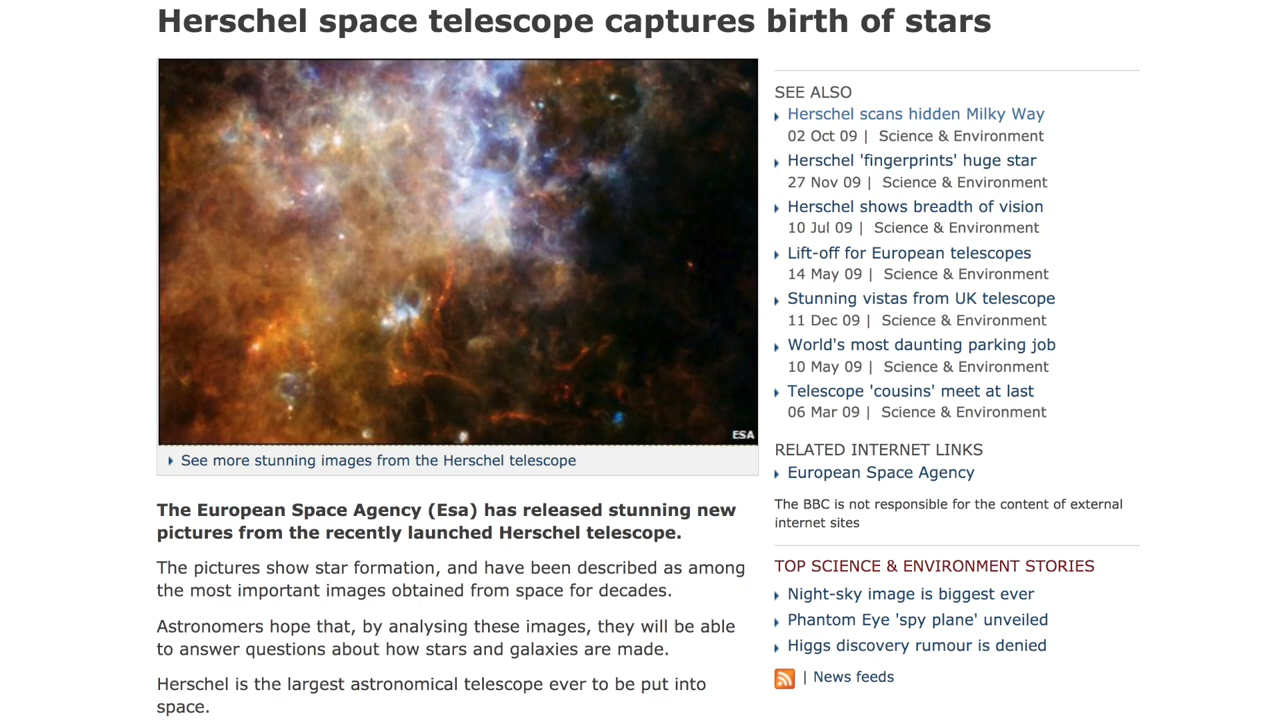 Herschel space telescope captures birth of stars
ESA
See more stunning images from the Herschel telescope
The European Space Agency (Esa) has released stunning new
pictures from the recently launched Herschel telescope.
The pictures show star formation, and have been described as among
the most important images obtained from space for decades.
Astronomers hope that, by analysing these images, they will be able
to answer questions about how stars and galaxies are made.
Herschel is the largest astronomical telescope ever to be put into
space.
SEE ALSO
Herschel scans hidden Milky Way
02 Oct 09 | Science & Environment
Herschel 'fingerprints' huge star
27 Nov 09 | Science & Environment
Herschel shows breadth of vision
10 Jul 09 | Science & Environment
Lift-off for European telescopes
14 May 09 | Science & Environment
Stunning vistas from UK telescope
11 Dec 09 | Science & Environment
World's most daunting parking job
10 May 09 | Science & Environment
Telescope 'cousins' meet at last
06 Mar 09 | Science & Environment
RELATED INTERNET LINKS
European Space Agency
The BBC is not responsible for the content of external
internet sites
TOP SCIENCE & ENVIRONMENT STORIES
Night-sky image is biggest ever
Phantom Eye 'spy plane' unveiled
Higgs discovery rumour is denied
| News feeds